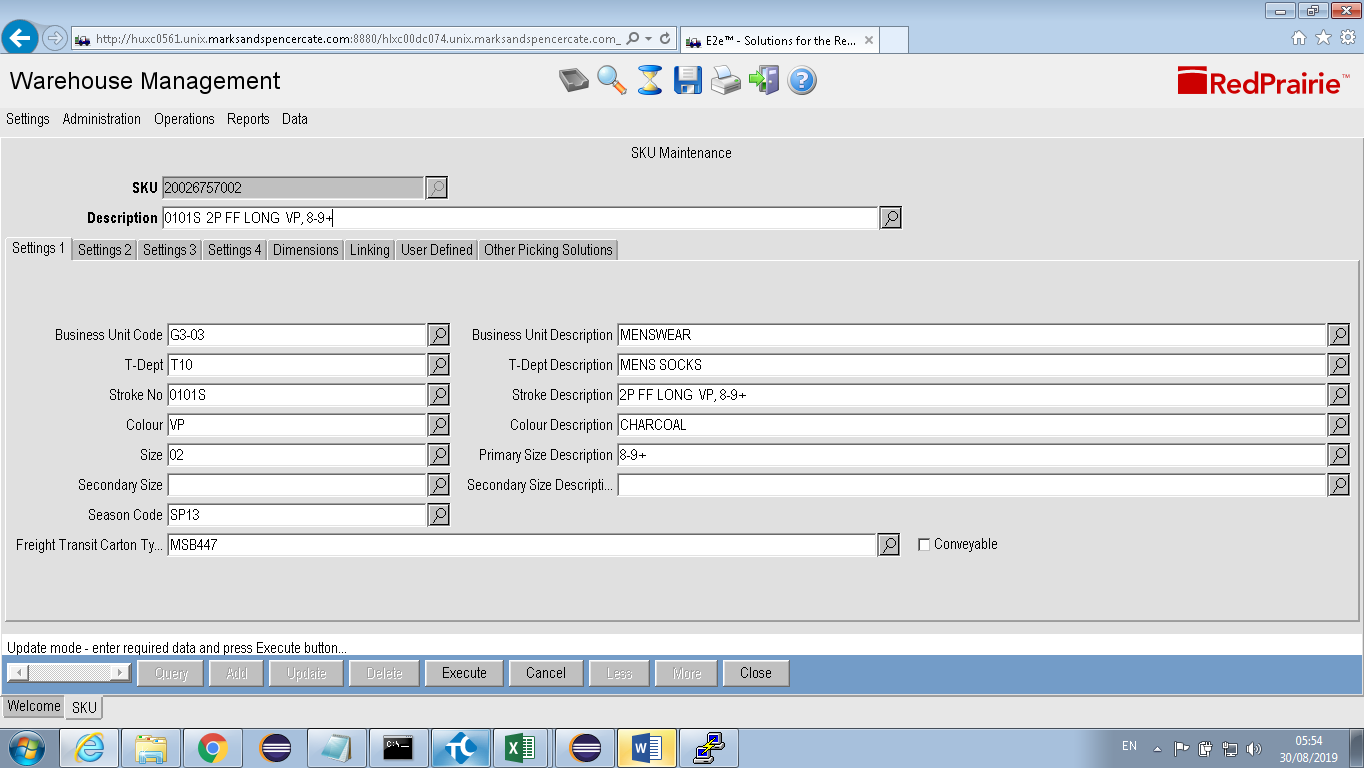 http://huxc0561.unix.marksandspencercate.com:8880/hlxc00dc074.unix.marksandspencercate.com_
E2e™ - Solutions for the Re...
Warehouse Management
RedPrairie™
Settings Administration Operations Reports Data
SKU Maintenance
SKU 20026757002
Description 0101S 2P FF LONG VP, 8-9+
Settings 1 Settings 2 Settings 3 Settings 4 Dimensions Linking User Defined Other Picking Solutions
Business Unit Code G3-03 Business Unit Description MENSWEAR
T-Dept T10 T-Dept Description MENS SOCKS
Stroke No 0101S Stroke Description 2P FF LONG VP, 8-9+
Colour VP Colour Description CHARCOAL
Size 02 Primary Size Description 8-9+
Secondary Size Secondary Size Descripti...
Season Code SP13
Freight Transit Carton Ty... MSB447 Conveyable
Update mode - enter required data and press Execute button...
Query Add Update Delete Execute Cancel Less More Close
Welcome SKU
EN 05:54
30/08/2019